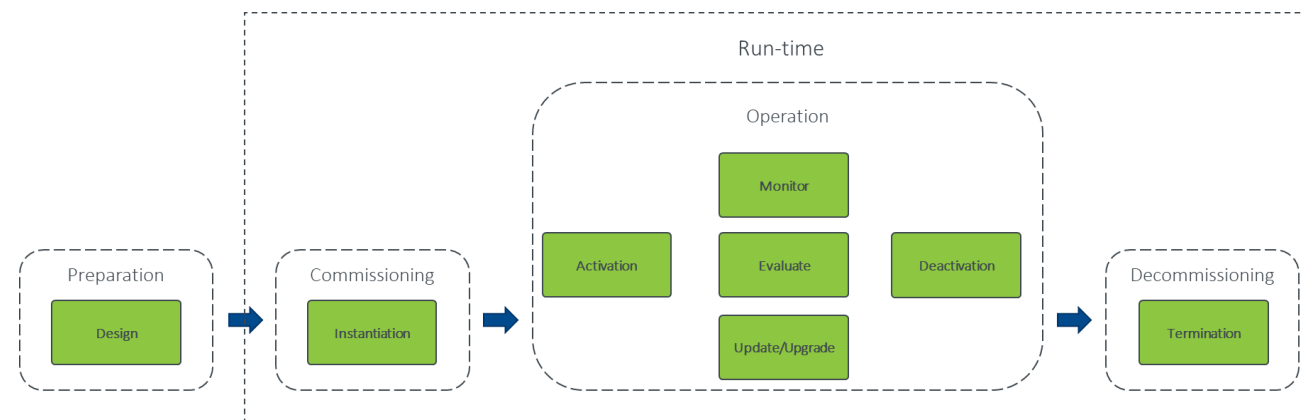 Run-time
Preparation
Design
Commissioning
Instantiation
Operation
Monitor
Activation
Evaluate
Deactivation
Update/Upgrade
Decommissioning
Termination